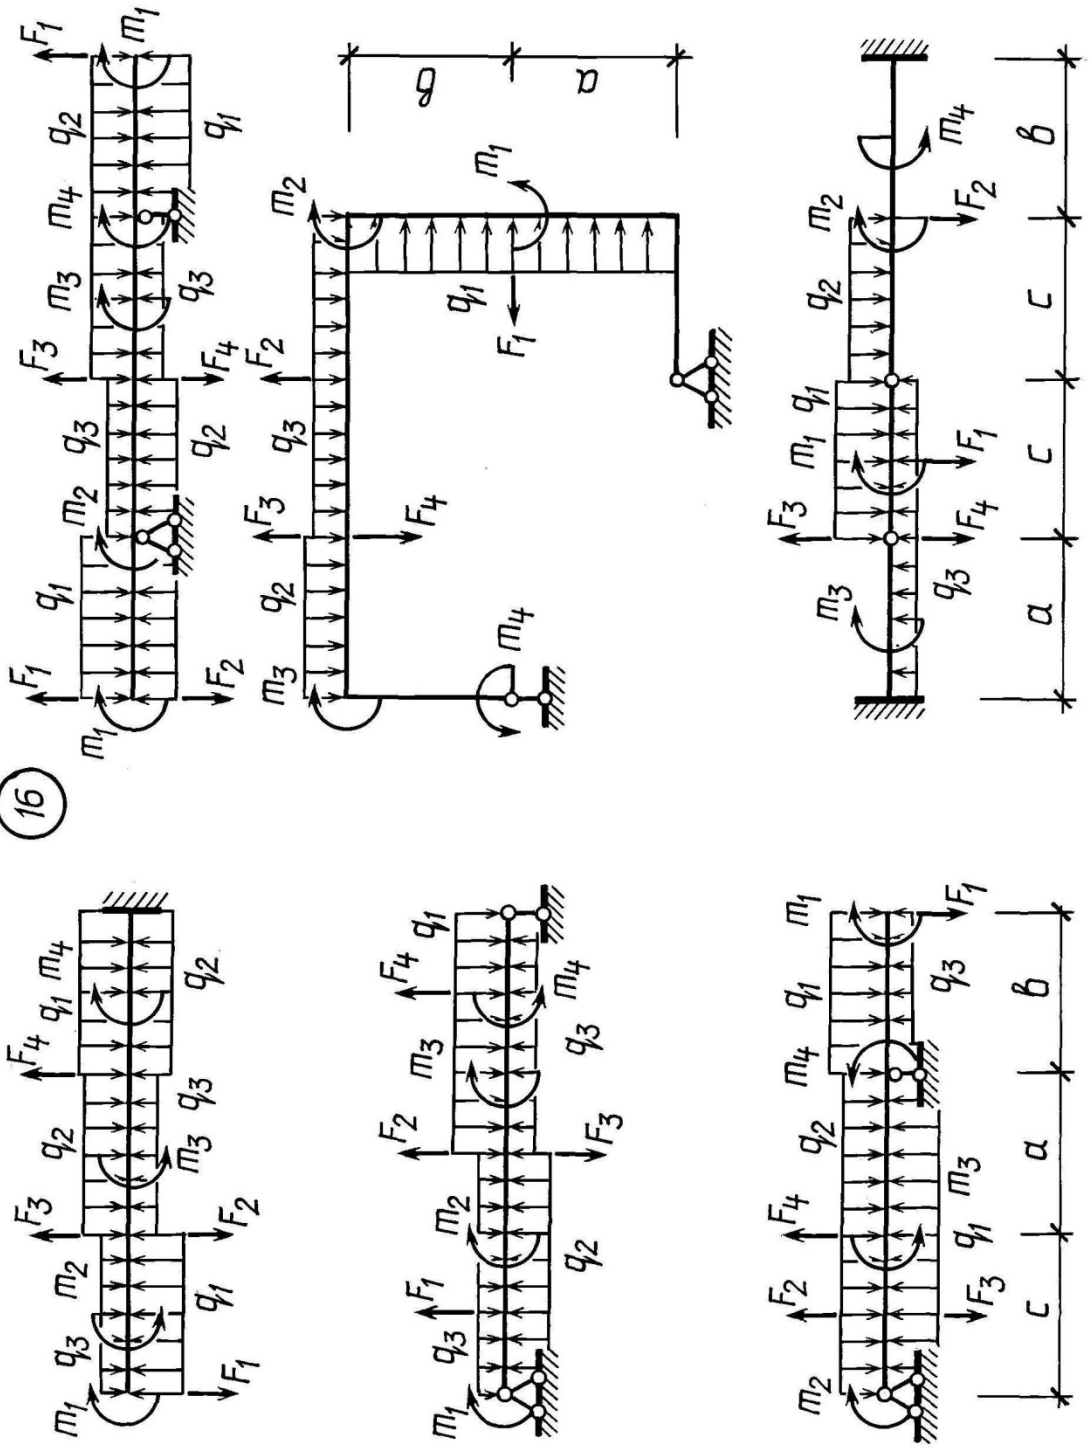 16
F₁ F₃ F₁
q₁ m₂ q₃ m₃ m₄ q₂ m₁
m₁ F₂ q₂ F₄ q₃ q₁
m₃ q₂ F₃ q₃ F₂ m₂
F₄ q₁ F₁ m₁
m₄
в
a
F₃ m₁ q₁ q₂ m₂
m₃ q₃ F₄ F₁ F₂ m₄
a c c в
F₃ F₄
q₃ m₂ q₂ q₁ m₄
m₁ F₁ q₁ F₂ m₃ q₃ q₂
F₁ F₂ F₄
m₁ q₃ m₂ m₃ q₁
q₂ F₃ q₃ m₄
F₂ F₄ q₂ m₄ q₁ m₁
m₂ F₃ q₁ m₃ q₃ F₁
c a в